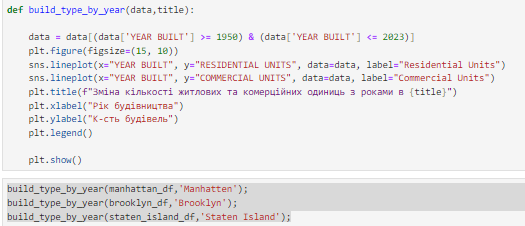 def build_type_by_year(data,title):
data = data[(data['YEAR BUILT'] >= 1950) & (data['YEAR BUILT'] <= 2023)]
plt.figure(figsize=(15, 10))
sns.lineplot(x="YEAR BUILT", y="RESIDENTIAL UNITS", data=data, label="Residential Units")
sns.lineplot(x="YEAR BUILT", y="COMMERCIAL UNITS", data=data, label="Commercial Units")
plt.title(f"Зміна кількості житлових та комерційних одиниць з роками в {title}")
plt.xlabel("Рік будівництва")
plt.ylabel("К-сть будівель")
plt.legend()
plt.show()
build_type_by_year(manhattan_df,'Manhatten');
build_type_by_year(brooklyn_df,'Brooklyn');
build_type_by_year(staten_island_df,'Staten Island');